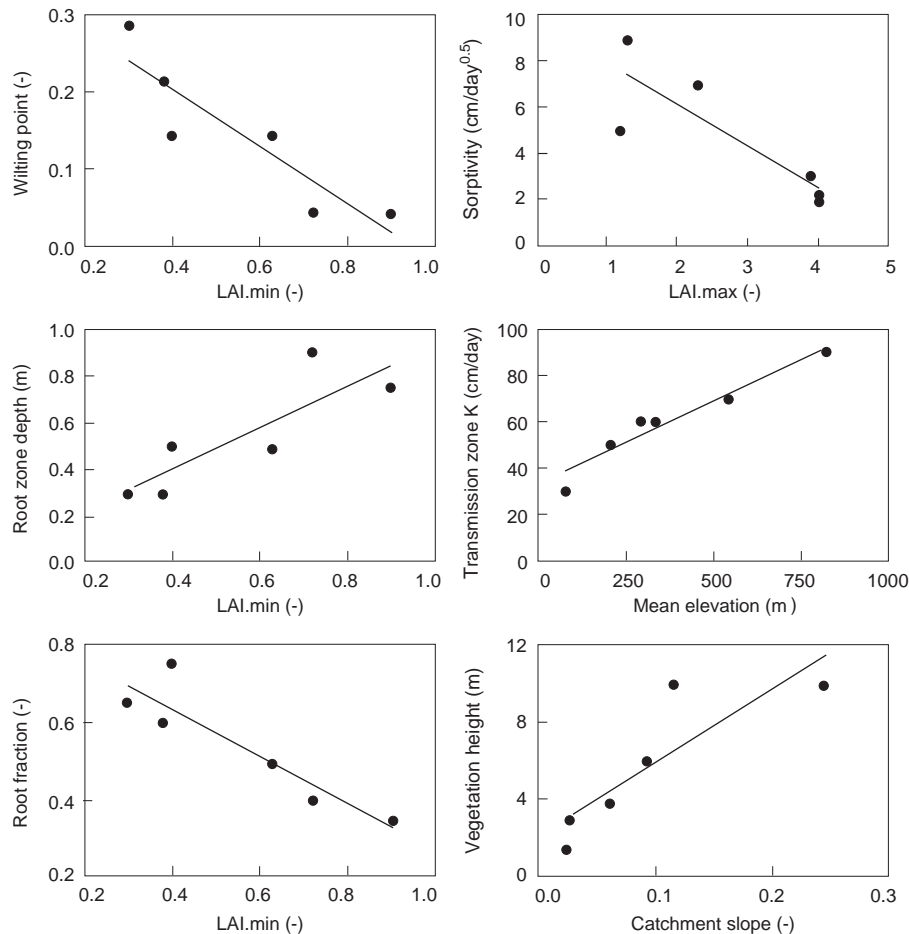 0.3
0.2
0.1
0.0
Wilting point (-)
0.2 0.4 0.6 0.8 1.0
LAI.min (-)
10
8
6
4
2
0
Sorptivity (cm/day0.5)
0 1 2 3 4 5
LAI.max (-)
1.0
0.8
0.6
0.4
0.2
0.0
Root zone depth (m)
0.2 0.4 0.6 0.8 1.0
LAI.min (-)
100
80
60
40
20
0
Transmission zone K (cm/day)
0 250 500 750 1000
Mean elevation (m)
0.8
0.6
0.4
0.2
Root fraction (-)
0.2 0.4 0.6 0.8 1.0
LAI.min (-)
12
8
4
0
Vegetation height (m)
0.0 0.1 0.2 0.3
Catchment slope (-)